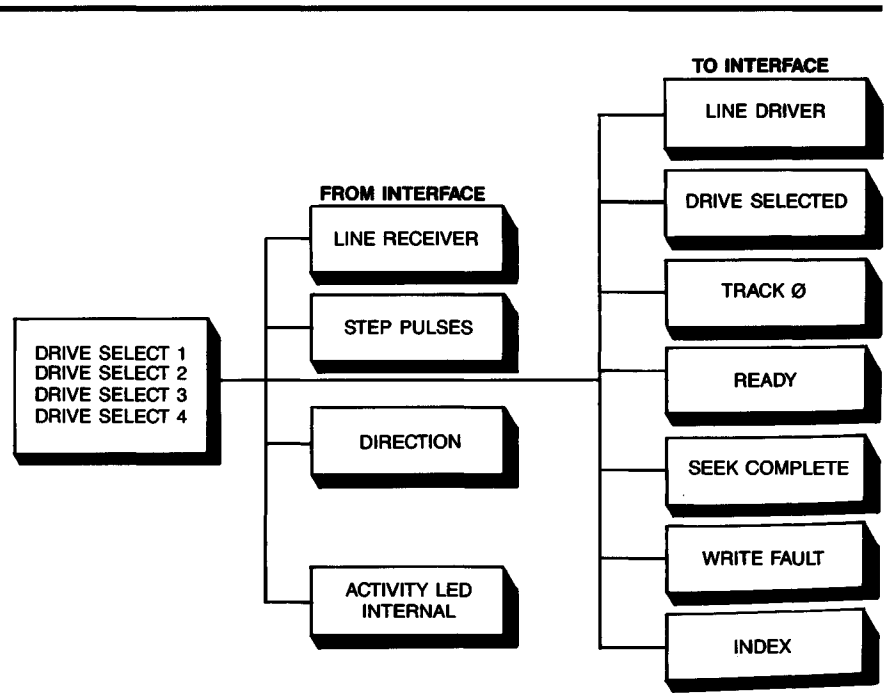 DRIVE SELECT 1
DRIVE SELECT 2
DRIVE SELECT 3
DRIVE SELECT 4
FROM INTERFACE
LINE RECEIVER
STEP PULSES
DIRECTION
ACTIVITY LED
INTERNAL
TO INTERFACE
LINE DRIVER
DRIVE SELECTED
TRACK Ø
READY
SEEK COMPLETE
WRITE FAULT
INDEX